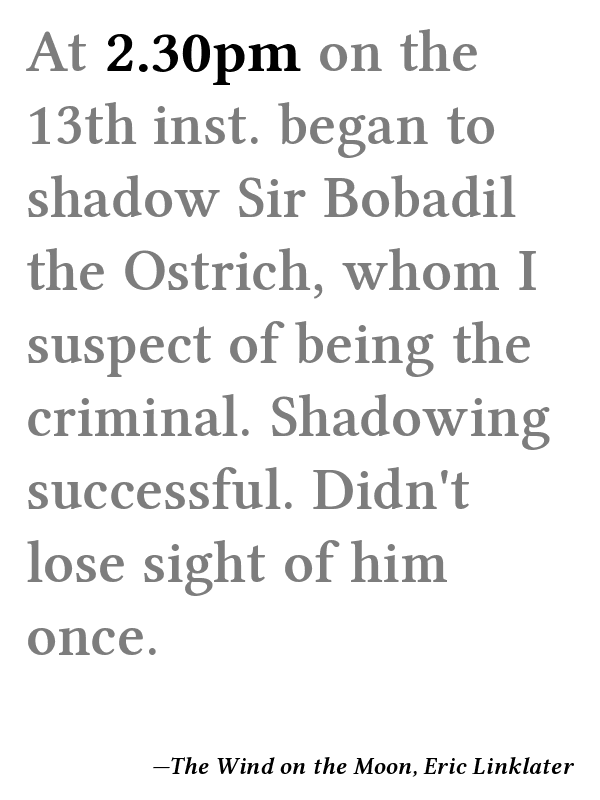 At 2.30pm on the
13th inst. began to
shadow Sir Bobadil
the Ostrich, whom I
suspect of being the
criminal. Shadowing
successful. Didn't
lose sight of him
once.
—The Wind on the Moon, Eric Linklater